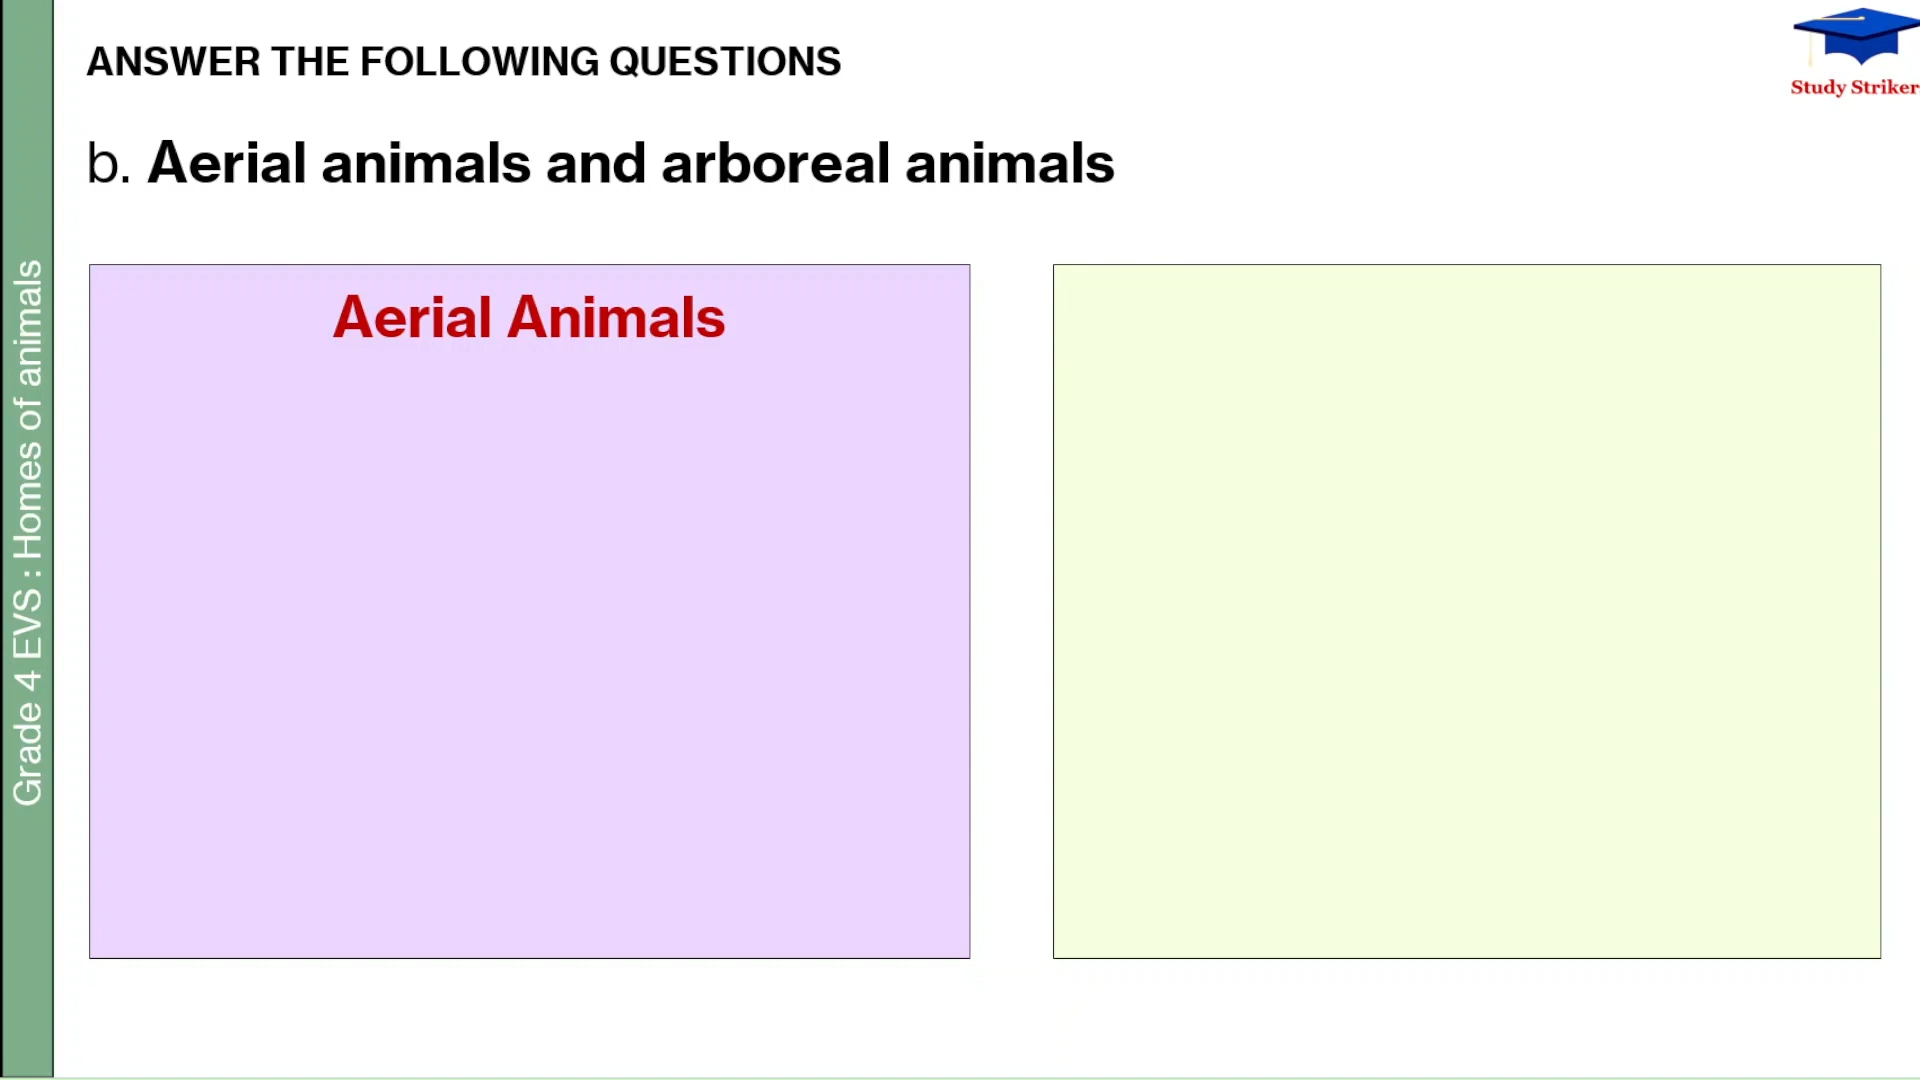 ANSWER THE FOLLOWING QUESTIONS
Study Striker
b. Aerial animals and arboreal animals
Aerial Animals
Grade 4 EVS : Homes of animals